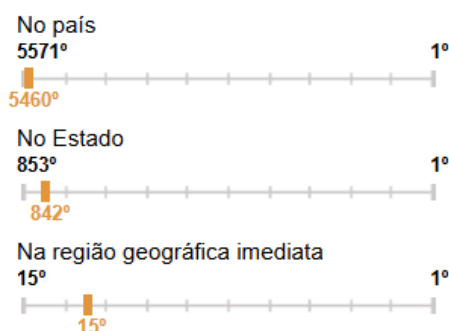 No país
5571º 1º
5460º
No Estado
853º 1º
842º
Na região geográfica imediata
15º 1º
15º